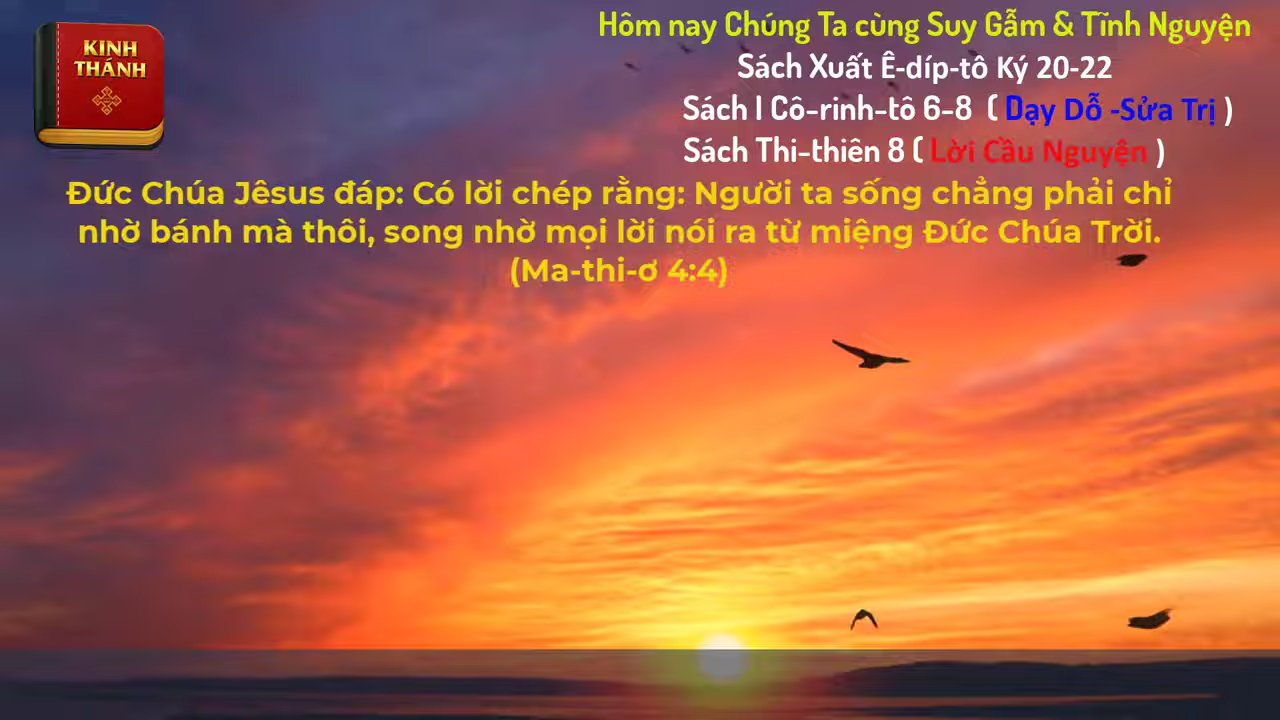 KINH
THÁNH
Hôm nay Chúng Ta cùng Suy Gẫm & Tĩnh Nguyện
Sách Xuất Ê-díp-tô Ký 20-22
Sách I Cô-rinh-tô 6-8 ( Dạy Dỗ -Sửa Trị )
Sách Thi-thiên 8 ( Lời Cầu Nguyện )
Đức Chúa Jêsus đáp: Có lời chép rằng: Người ta sống chẳng phải chỉ
nhờ bánh mà thôi, song nhờ mọi lời nói ra từ miệng Đức Chúa Trời.
(Ma-thi-ơ 4:4)